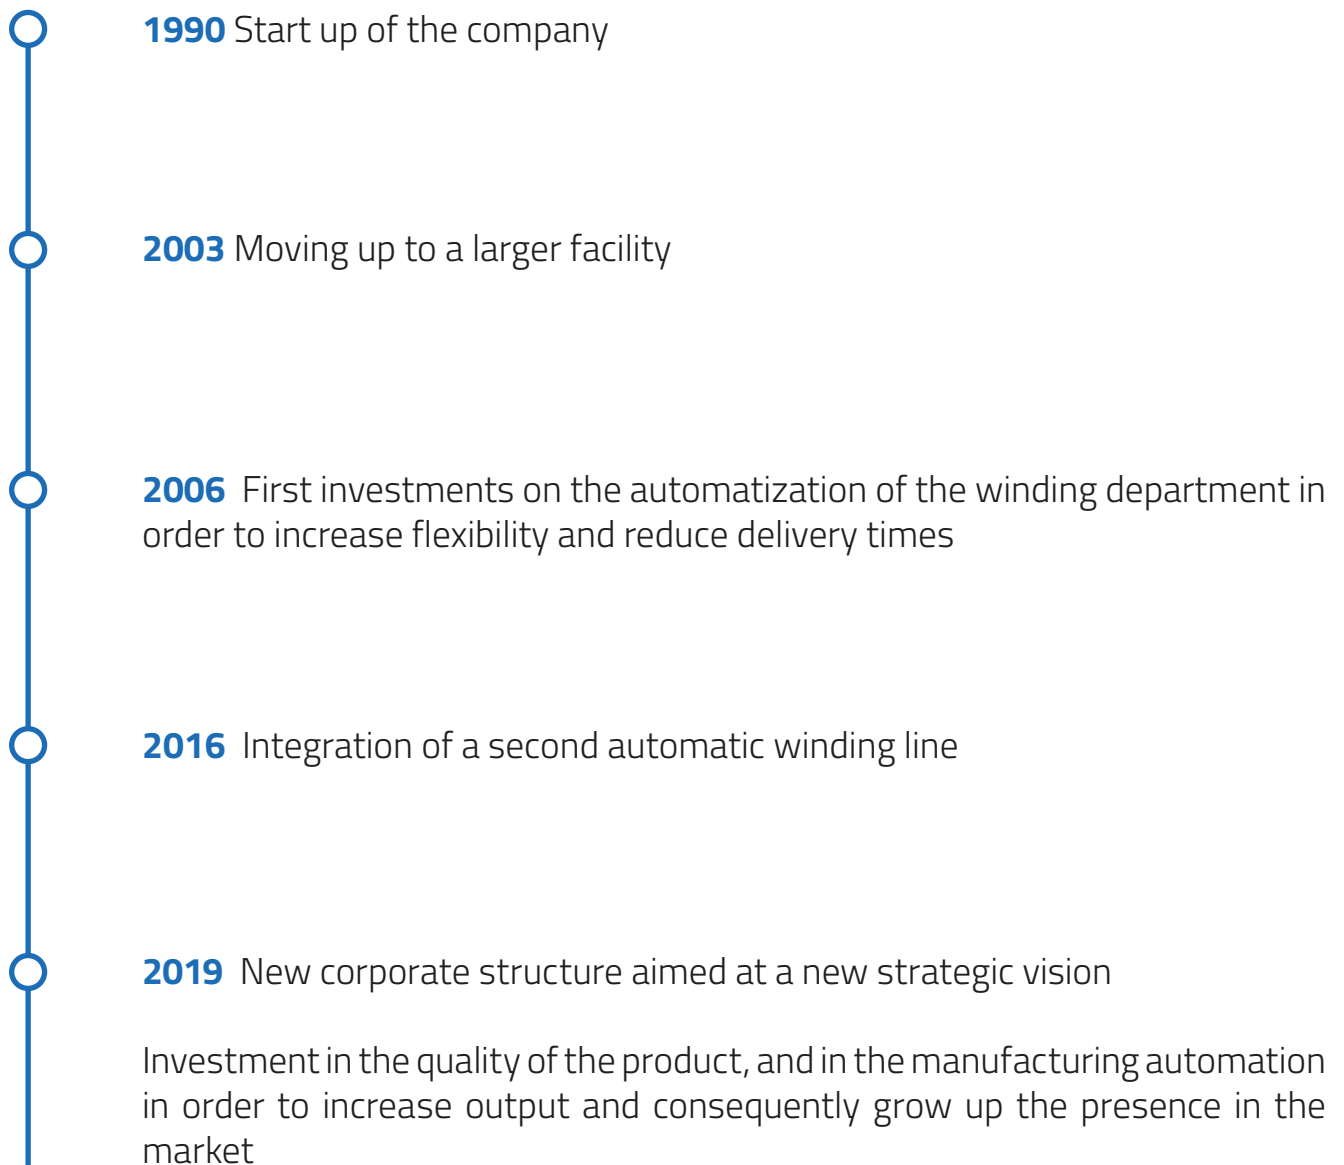 1990 Start up of the company
2003 Moving up to a larger facility
2006 First investments on the automatization of the winding department in
order to increase flexibility and reduce delivery times
2016 Integration of a second automatic winding line
2019 New corporate structure aimed at a new strategic vision
Investment in the quality of the product, and in the manufacturing automation
in order to increase output and consequently grow up the presence in the
market